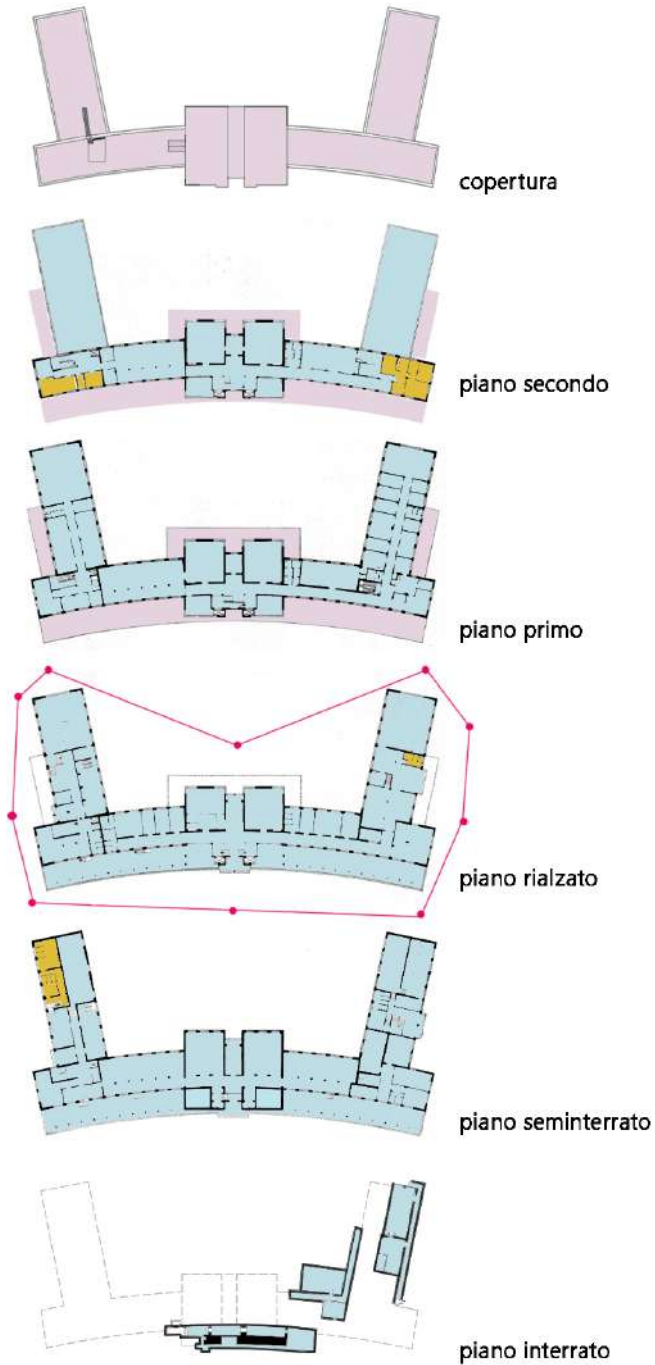 copertura
piano secondo
piano primo
piano rialzato
piano seminterrato
piano interrato